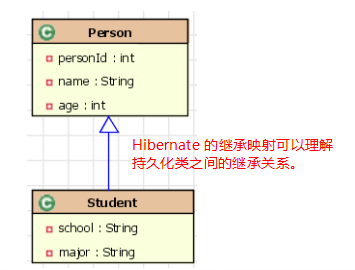 C Person
personId : int
name : String
age : int
Hibernate 的继承映射可以理解
持久化类之间的继承关系。
C Student
school : String
major : String